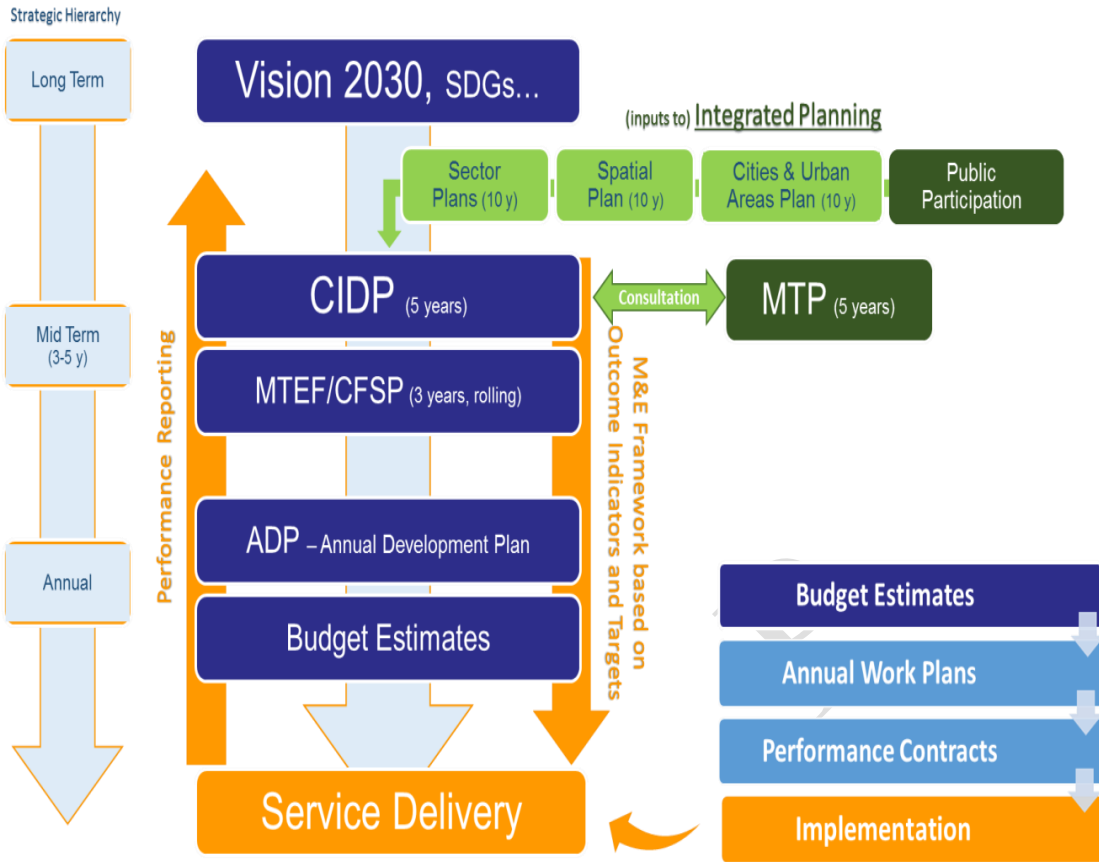 Strategic Hierarchy
Long Term
Mid Term
(3-5 y)
Annual
Vision 2030, SDGs...
(inputs to) Integrated Planning
Sector
Plans (10 y)
Spatial
Plan (10 y)
Cities & Urban
Areas Plan (10 y)
Public
Participation
CIDP (5 years)
Consultation
MTP (5 years)
MTEF/CFSP (3 years, rolling)
ADP – Annual Development Plan
Budget Estimates
Service Delivery
Performance Reporting
M&E Framework based on
Outcome Indicators and Targets
Budget Estimates
Annual Work Plans
Performance Contracts
Implementation